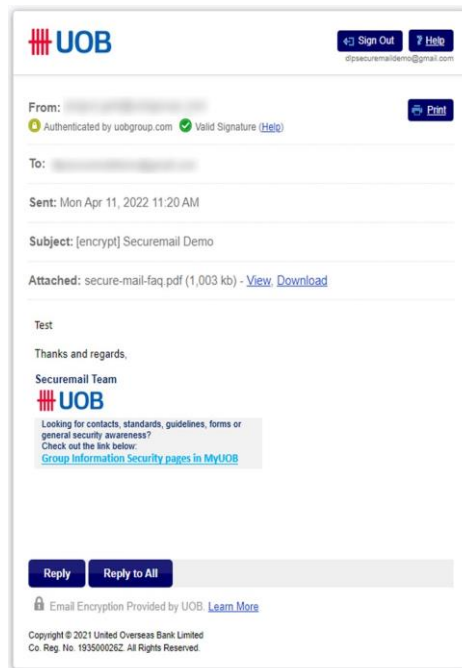 UOB
Sign Out
? Help
dlpsecuremaildemo@gmail.com
From:
Print
Authenticated by uobgroup.com Valid Signature (Help)
To:
Sent: Mon Apr 11, 2022 11:20 AM
Subject: [encrypt] Securemail Demo
Attached: secure-mail-faq.pdf (1,003 kb) - View, Download
Test
Thanks and regards,
Securemail Team
UOB
Looking for contacts, standards, guidelines, forms or
general security awareness?
Check out the link below:
Group Information Security pages in MyUOB
Reply
Reply to All
Email Encryption Provided by UOB. Learn More
Copyright © 2021 United Overseas Bank Limited
Co. Reg. No. 193500026Z. All Rights Reserved.